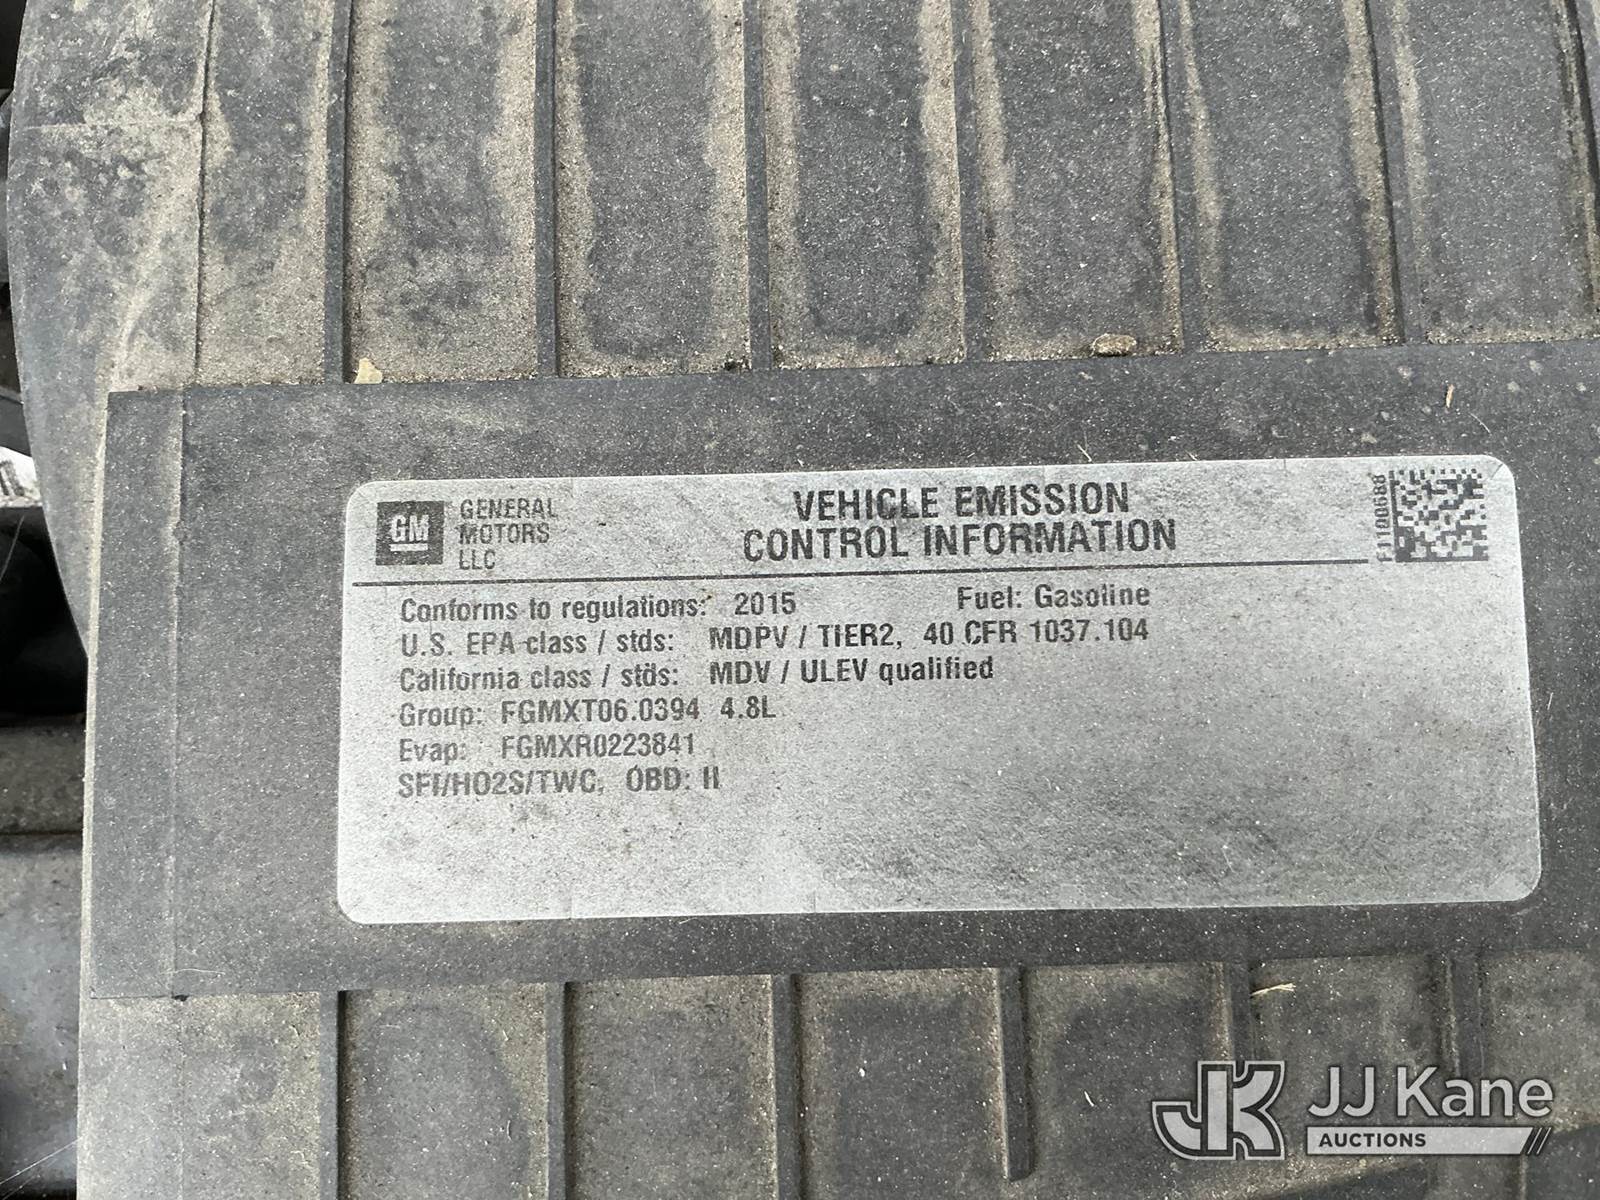 GM
GENERAL
MOTORS
LLC
VEHICLE EMISSION
CONTROL INFORMATION
F1100688
Conforms to regulations: 2015 Fuel: Gasoline
U.S. EPA class / stds: MDPV / TIER2, 40 CFR 1037.104
California class / stds: MDV / ULEV qualified
Group: FGMXT06.0394 4.8L
Evap: FGMXR0223841
SFI/HO2S/TWC, OBD: II
JK JJ Kane
AUCTIONS